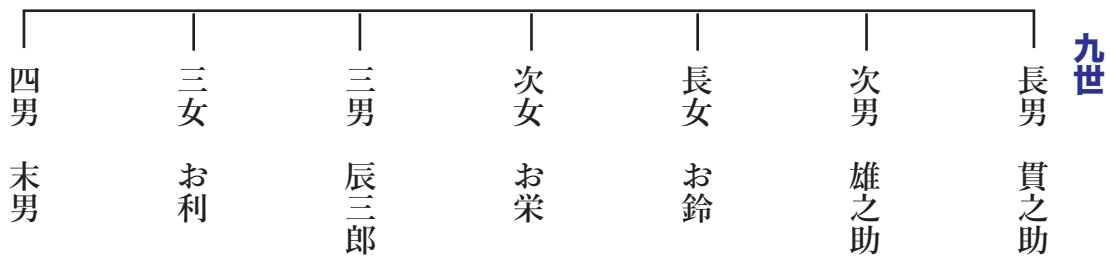 九世
長男 貫之助
次男 雄之助
長女 お鈴
次女 お栄
三男 辰三郎
三女 お利
四男 末男